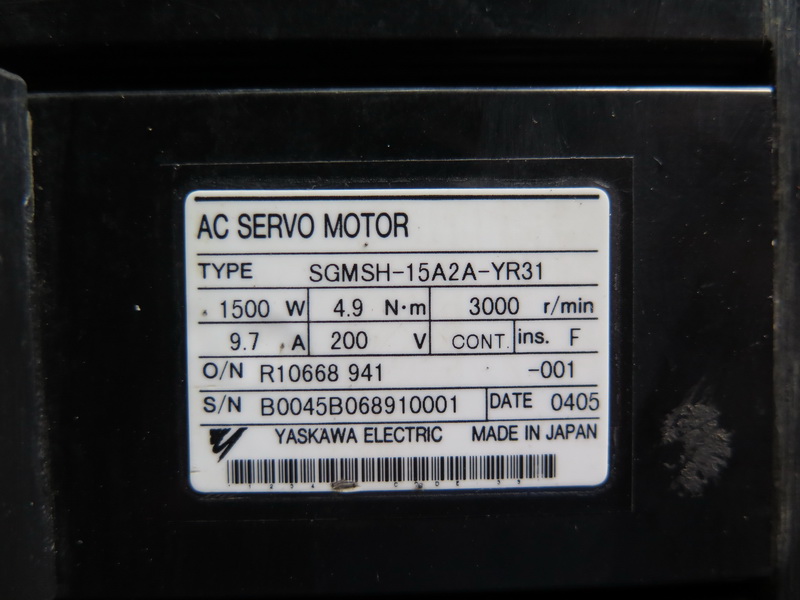 AC SERVO MOTOR
TYPE SGMSH-15A2A-YR31
1500 W 4.9 N·m 3000 r/min
9.7 A 200 V CONT. ins. F
O/N R10668 941 -001
S/N B0045B068910001 DATE 0405
YASKAWA ELECTRIC MADE IN JAPAN